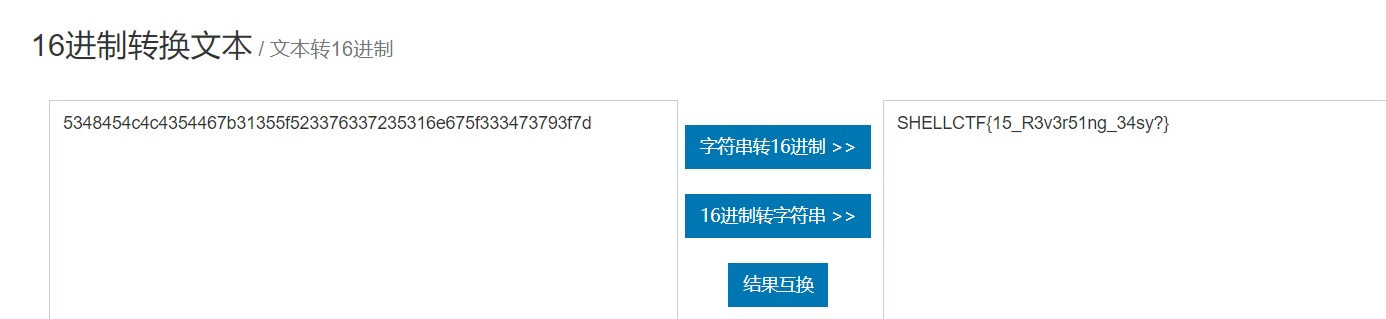 16进制转换文本 / 文本转16进制
5348454c4c4354467b31355f523376337235316e675f333473793f7d
字符串转16进制 >>
16进制转字符串 >>
结果互换
SHELLCTF{15_R3v3r51ng_34sy?}